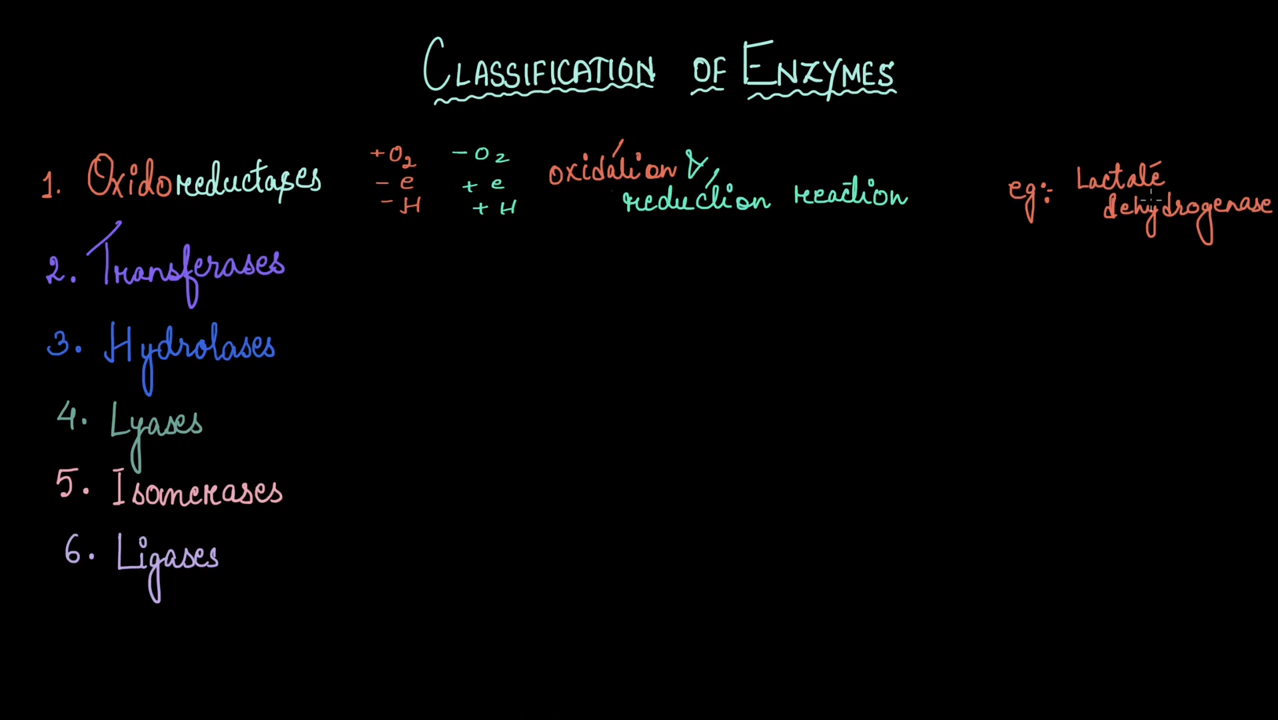 CLASSIFICATION OF ENZYMES
1. Oxidoreductases
+O2 -O2
- e + e
- H + H
oxidation &
reduction reaction
eg:- Lactate
dehydrogenase
2. Transferases
3. Hydrolases
4. Lyases
5. Isomerases
6. Ligases